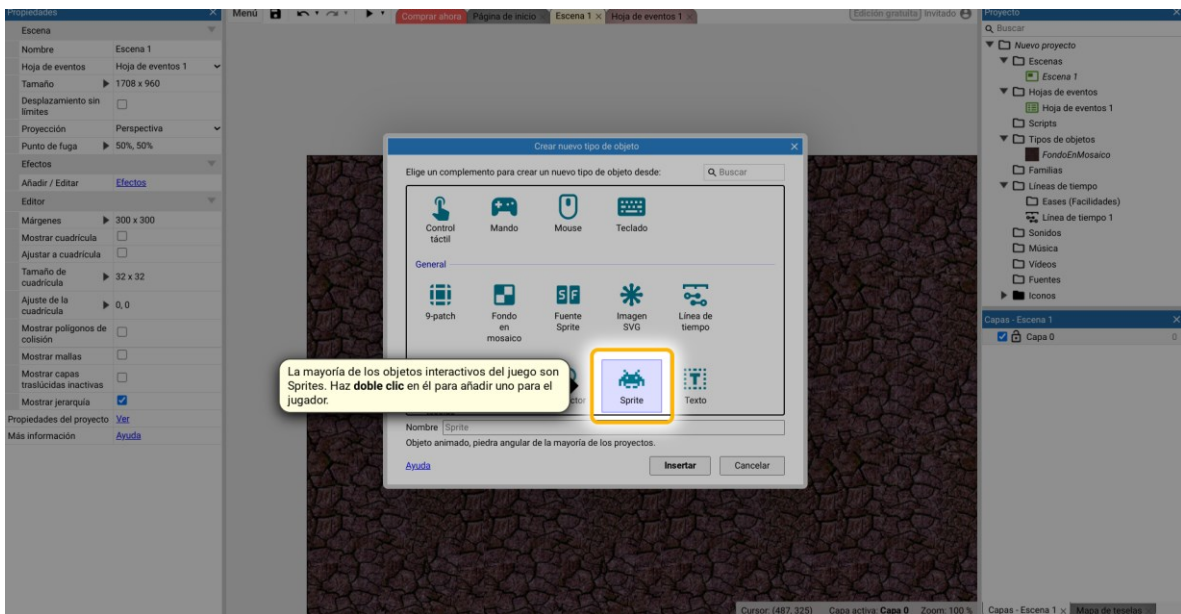 Propiedades
Menú
Comprar ahora
Página de inicio
Escena 1
Hoja de eventos 1
Edición gratuita
Invitado
Proyecto
Escena
Nombre Escena 1
Hoja de eventos Hoja de eventos 1
Tamaño 1708 x 960
Desplazamiento sin
límites
Proyección Perspectiva
Punto de fuga 50%, 50%
Efectos
Añadir / Editar Efectos
Editor
Márgenes 300 x 300
Mostrar cuadrícula
Ajustar a cuadrícula
Tamaño de
cuadrícula 32 x 32
Ajuste de la
cuadrícula 0, 0
Mostrar polígonos de
colisión
Mostrar mallas
Mostrar capas
traslúcidas inactivas
Mostrar jerarquía
Propiedades del proyecto Ver
Más información Ayuda
Crear nuevo tipo de objeto
Elige un complemento para crear un nuevo tipo de objeto desde:
Buscar
Control
táctil
Mando
Mouse
Teclado
General
9-patch
Fondo
en
mosaico
Fuente
Sprite
Imagen
SVG
Línea de
tiempo
La mayoría de los objetos interactivos del juego son
Sprites. Haz doble clic en él para añadir uno para el
jugador.
Sprite
Texto
Nombre Sprite
Objeto animado, piedra angular de la mayoría de los proyectos.
Ayuda
Insertar
Cancelar
Buscar
Nuevo proyecto
Escenas
Escena 1
Hojas de eventos
Hoja de eventos 1
Scripts
Tipos de objetos
FondoEnMosaico
Familias
Líneas de tiempo
Eases (Facilidades)
Línea de tiempo 1
Sonidos
Música
Vídeos
Fuentes
Iconos
Capas - Escena 1
Capa 0 0
Cursor: (487, 325) Capa activa: Capa 0 Zoom: 100 %
Capas - Escena 1
Mapa de teselas